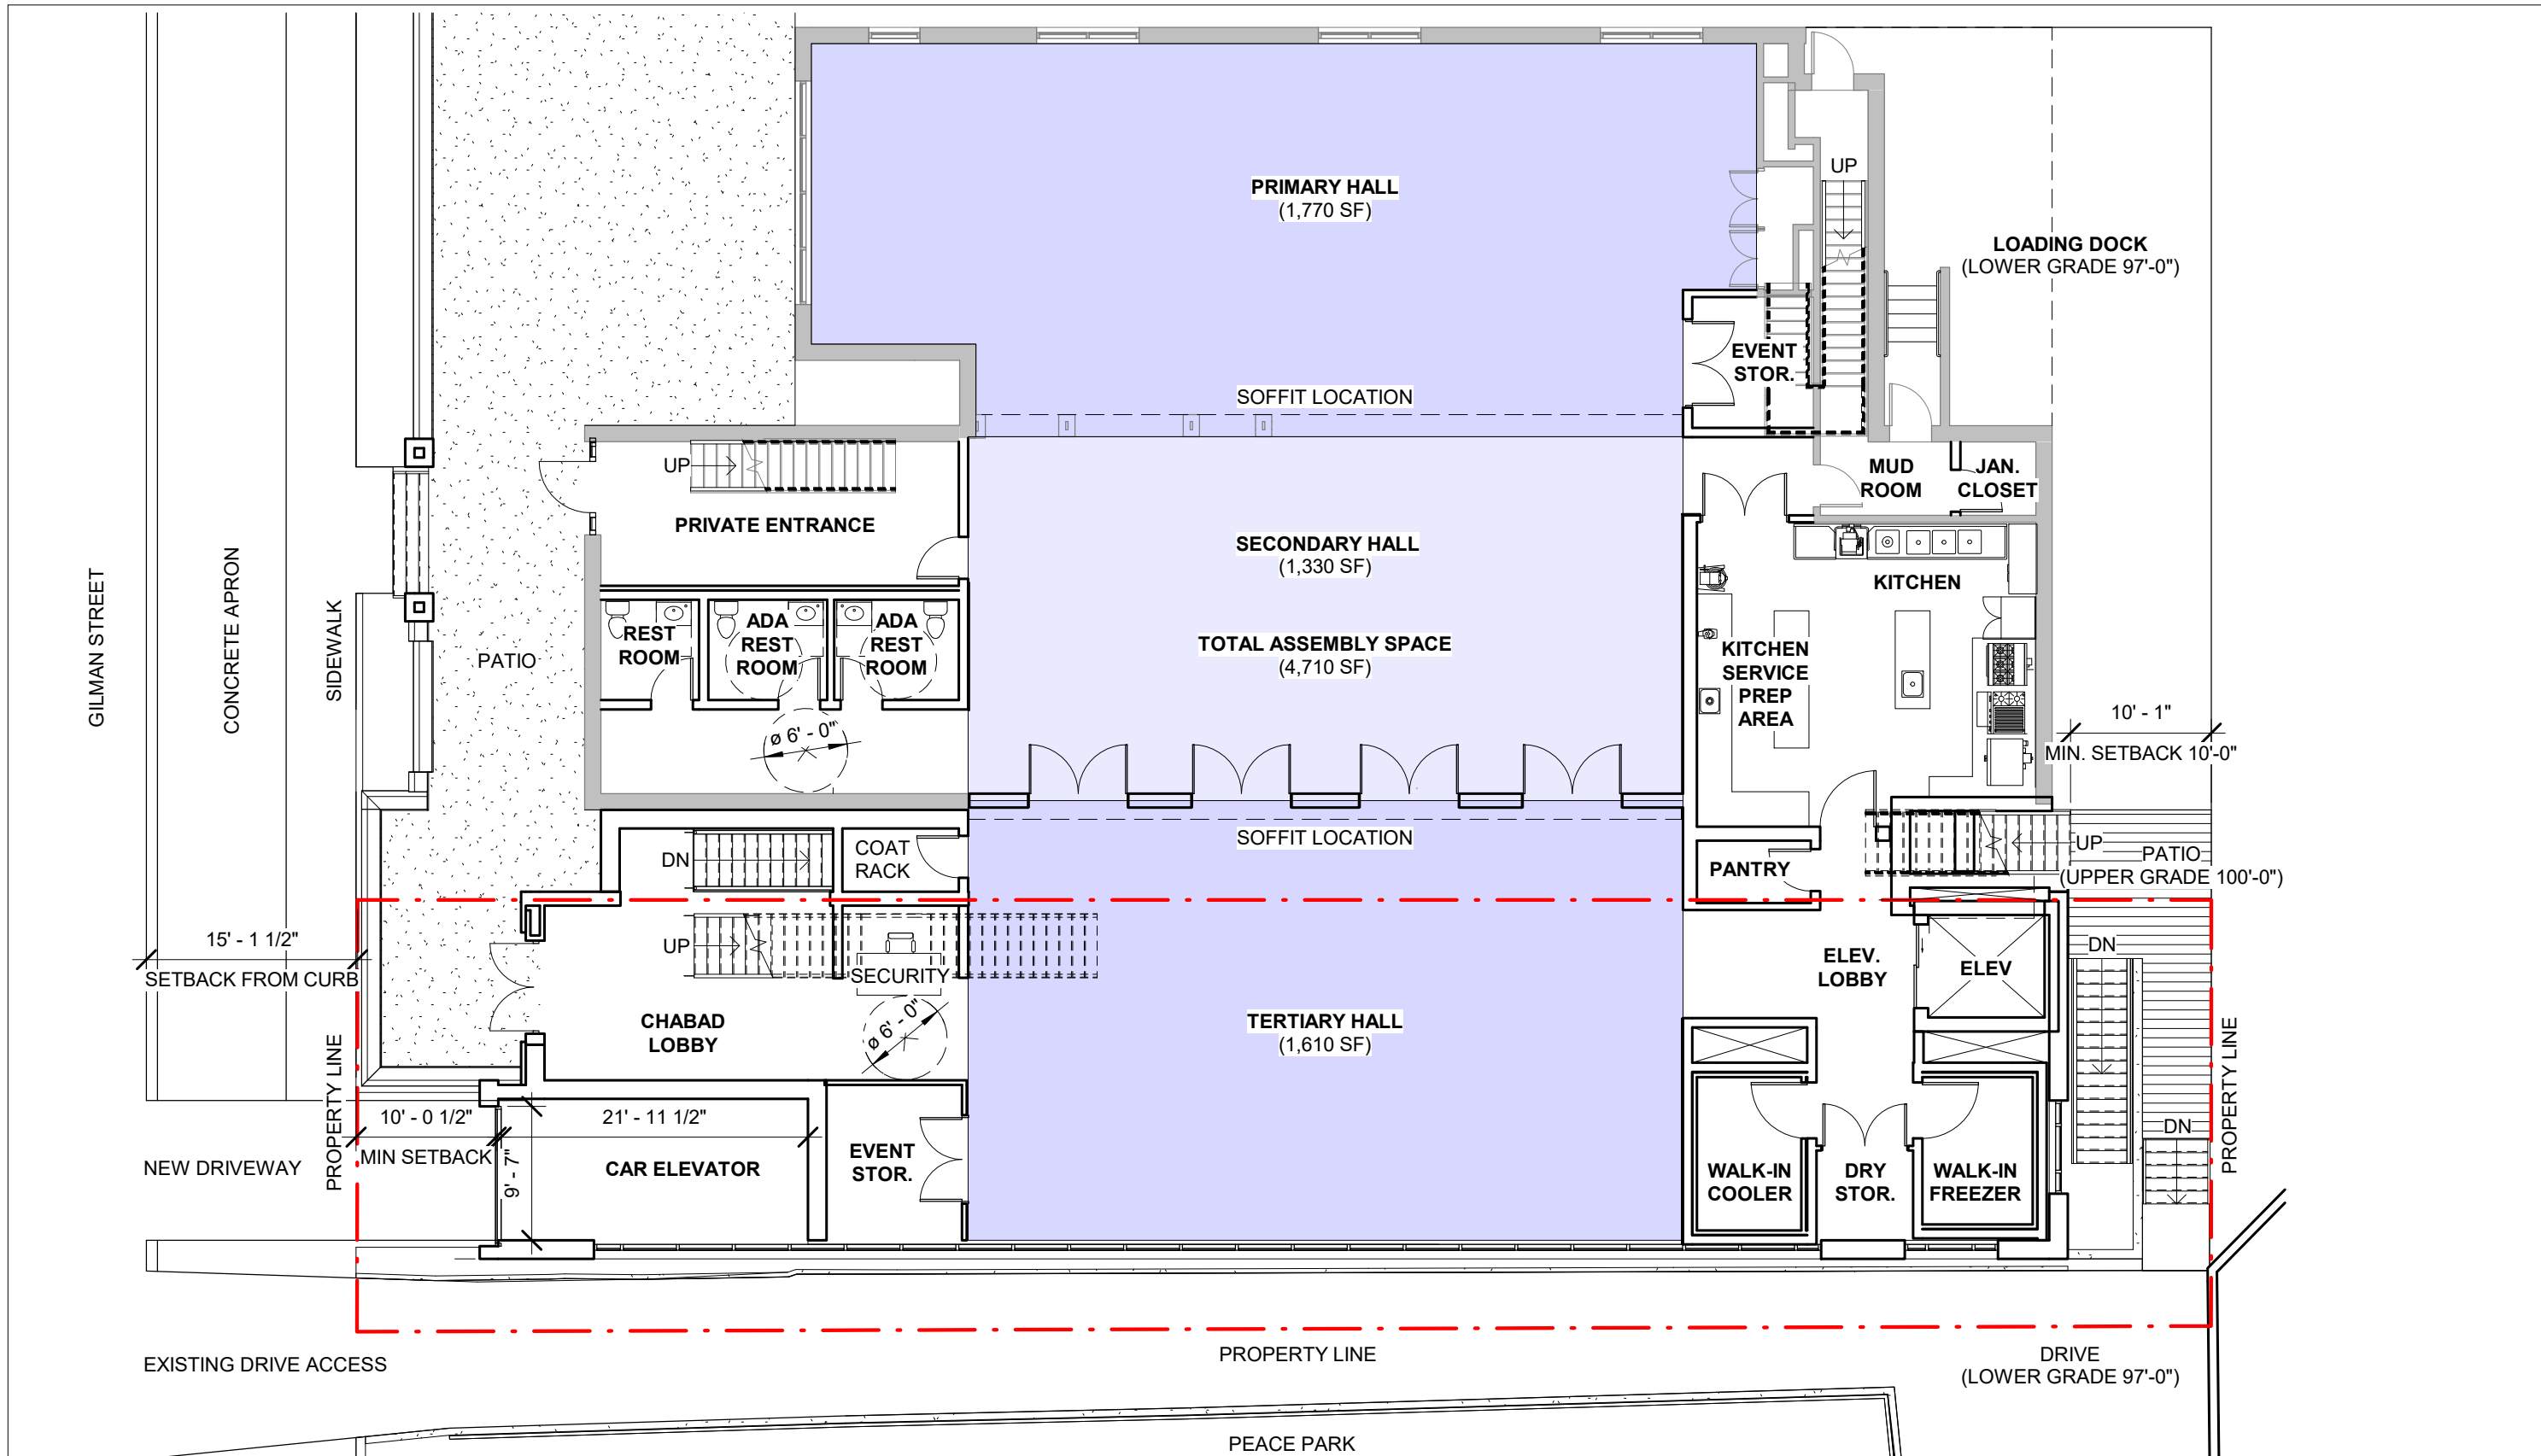 PRIMARY HALL
(1,770 SF)
UP
LOADING DOCK
(LOWER GRADE 97'-0")
EVENT
STOR.
SOFFIT LOCATION
UP
PRIVATE ENTRANCE
MUD
ROOM
JAN.
CLOSET
SECONDARY HALL
(1,330 SF)
KITCHEN
GILMAN STREET
CONCRETE APRON
SIDEWALK
PATIO
REST
ROOM
ADA
REST
ROOM
ADA
REST
ROOM
TOTAL ASSEMBLY SPACE
(4,710 SF)
KITCHEN
SERVICE
PREP
AREA
10' - 1"
MIN. SETBACK 10'-0"
ø 6' - 0"
SOFFIT LOCATION
DN
COAT
RACK
PANTRY
UP
PATIO
(UPPER GRADE 100'-0")
15' - 1 1/2"
SETBACK FROM CURB
UP
SECURITY
ELEV.
LOBBY
ELEV
DN
CHABAD
LOBBY
ø 6' - 0"
TERTIARY HALL
(1,610 SF)
PROPERTY LINE
PROPERTY LINE
10' - 0 1/2"
MIN SETBACK
21' - 11 1/2"
9' - 7"
DN
NEW DRIVEWAY
CAR ELEVATOR
EVENT
STOR.
WALK-IN
COOLER
DRY
STOR.
WALK-IN
FREEZER
EXISTING DRIVE ACCESS
PROPERTY LINE
DRIVE
(LOWER GRADE 97'-0")
PEACE PARK